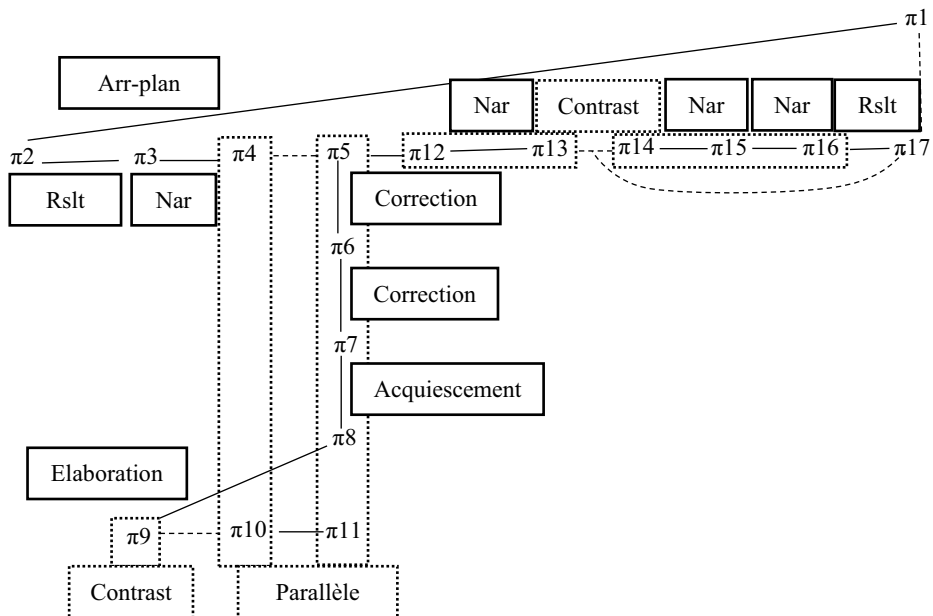 π1
Arr-plan
Nar Contrast Nar Nar Rslt
π2 π3 π4 π5 π12 π13 π14 π15 π16 π17
Rslt Nar Correction
π6
Correction
π7
Acquiescement
π8
Elaboration
π9 π10 π11
Contrast Parallèle